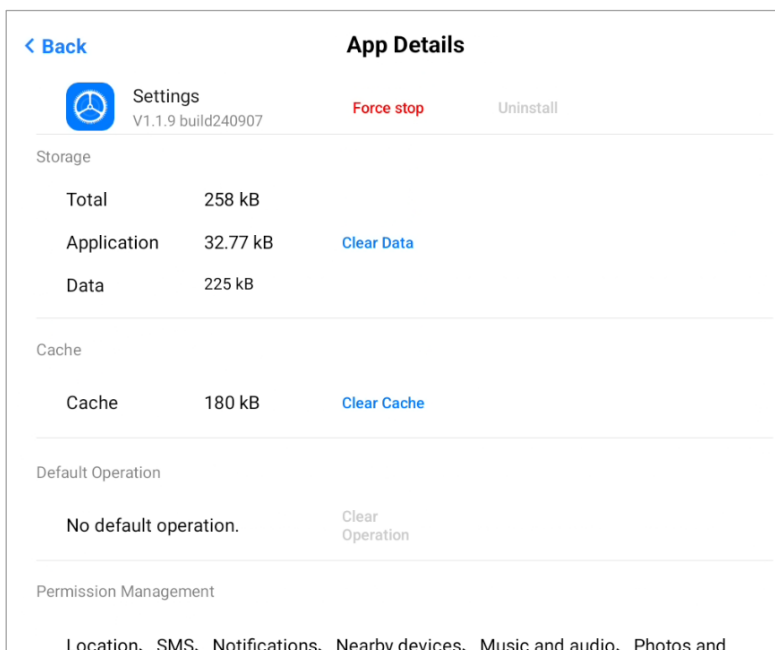 Back
App Details
Settings
V1.1.9 build240907
Force stop
Uninstall
Storage
Total 258 kB
Application 32.77 kB Clear Data
Data 225 kB
Cache
Cache 180 kB Clear Cache
Default Operation
No default operation.
Clear
Operation
Permission Management
Location、SMS、Notifications、Nearby devices、Music and audio、Photos and